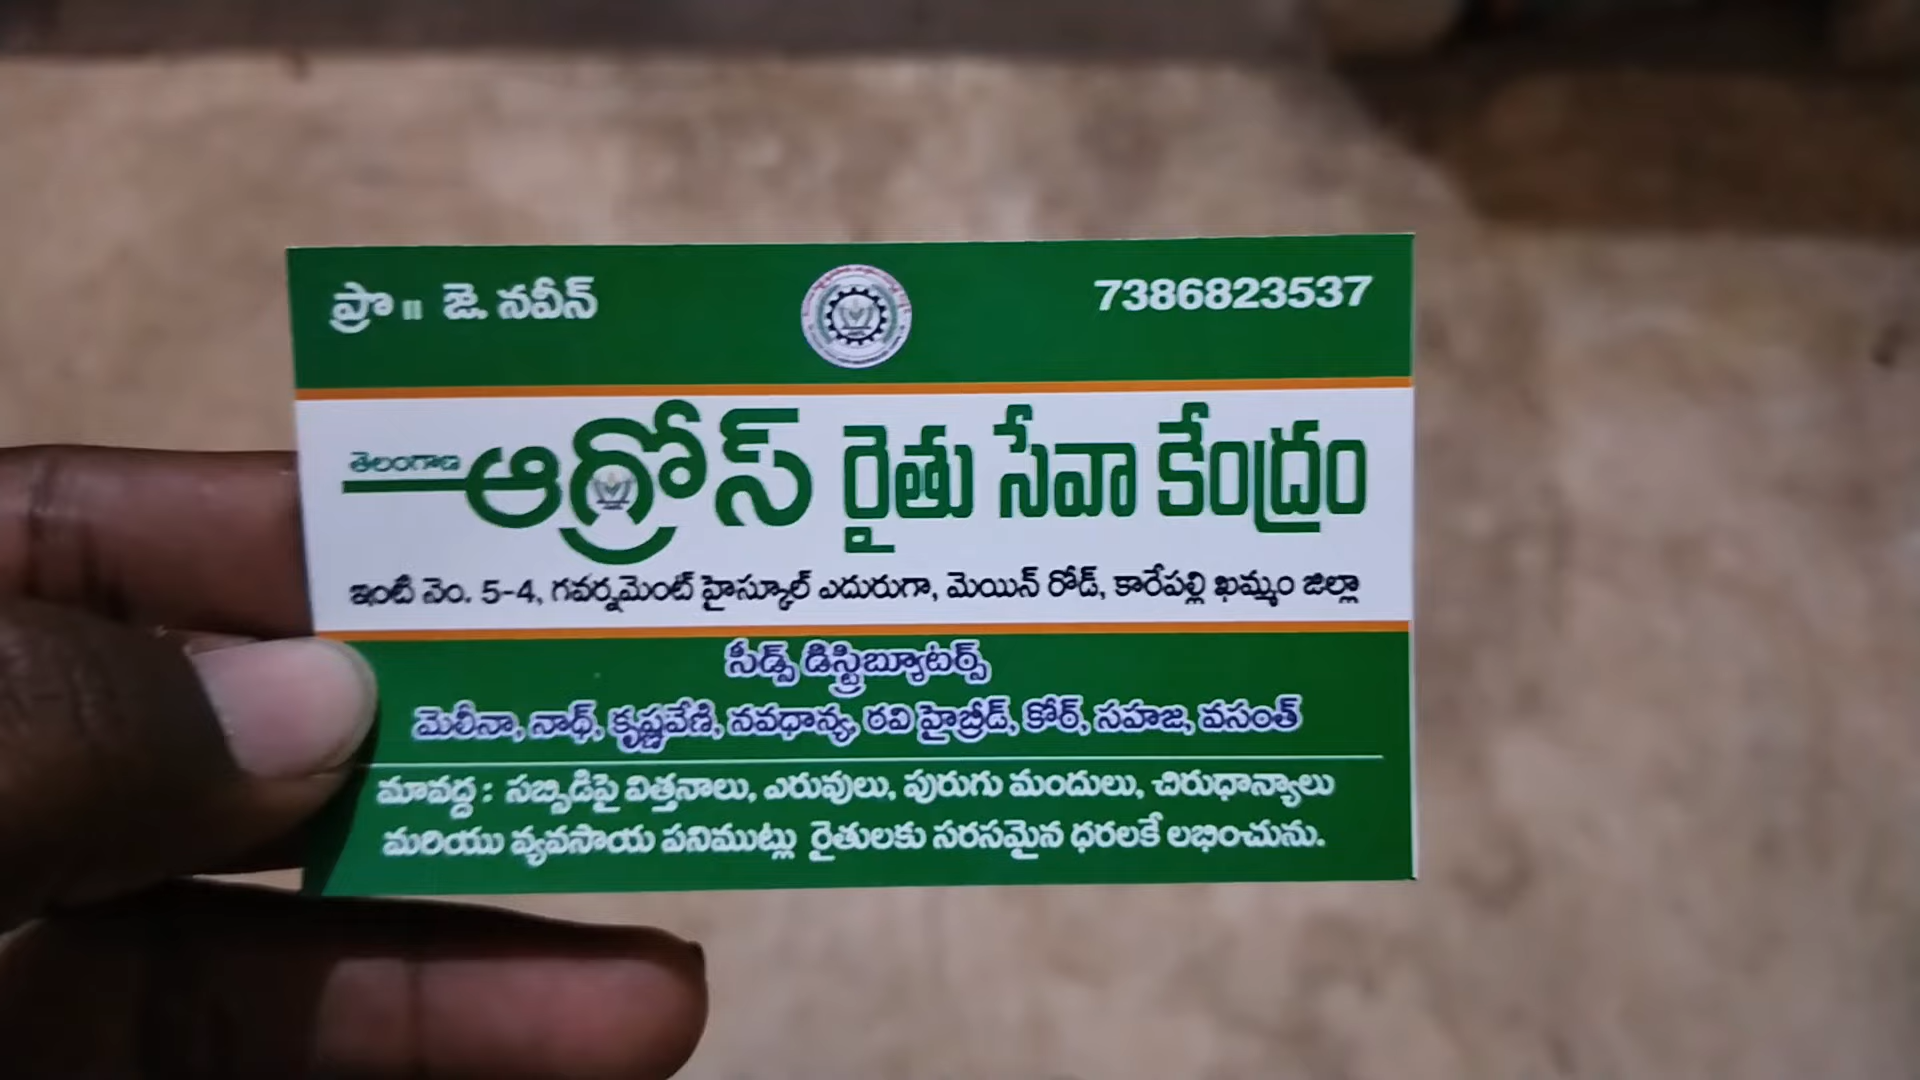 ప్రొ॥ జె. నవీన్
7386823537
తెలంగాణ
ఆగ్రోస్ రైతు సేవా కేంద్రం
ఇంటి నెం. 5-4, గవర్నమెంట్ హైస్కూల్ ఎదురుగా, మెయిన్ రోడ్, కారేపల్లి ఖమ్మం జిల్లా
సీడ్స్ డిస్ట్రిబ్యూటర్స్
మెలీనా, నాథ్, కృష్ణవేణి, నవధాన్య, రవి హైబ్రీడ్, కోర్, సహజ, వసంత్
మావద్ద : సబ్సిడిపై విత్తనాలు, ఎరువులు, పురుగు మందులు, చిరుధాన్యాలు
మరియు వ్యవసాయ పనిముట్లు రైతులకు సరసమైన ధరలకే లభించును.